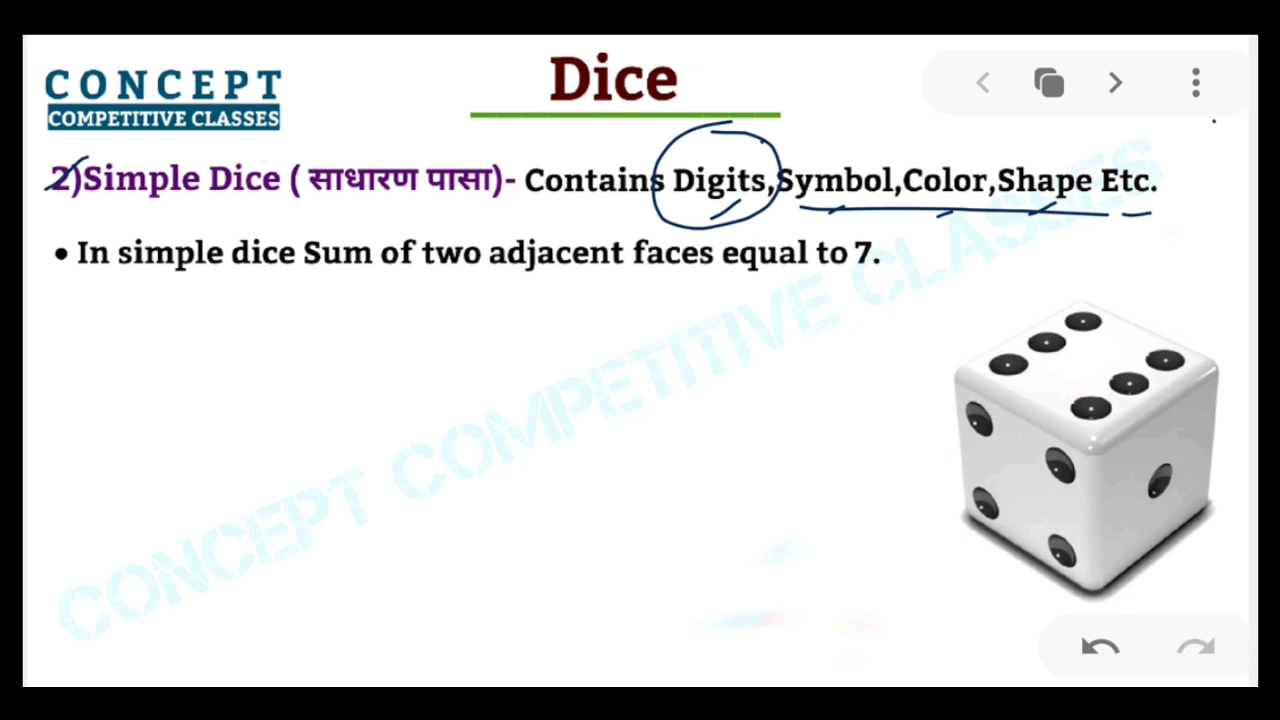 Dice
CONCEPT
COMPETITIVE CLASSES
2)Simple Dice ( साधारण पासा)- Contains Digits,Symbol,Color,Shape Etc.
• In simple dice Sum of two adjacent faces equal to 7.
CONCEPT COMPETITIVE CLASSES